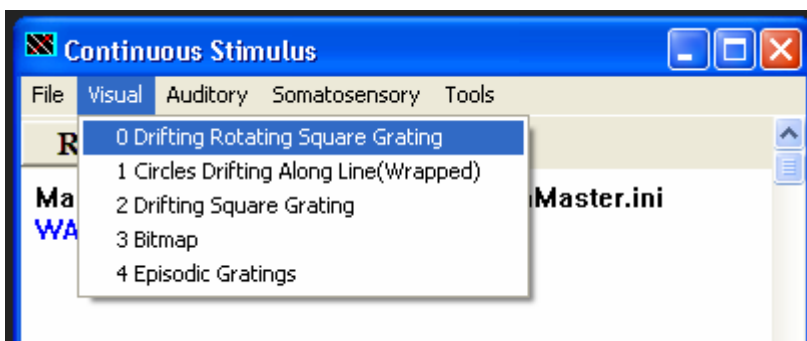 Continuous Stimulus
File Visual Auditory Somatosensory Tools
0 Drifting Rotating Square Grating
1 Circles Drifting Along Line(Wrapped)
2 Drifting Square Grating
3 Bitmap
4 Episodic Gratings
R
Ma Master.ini
WA